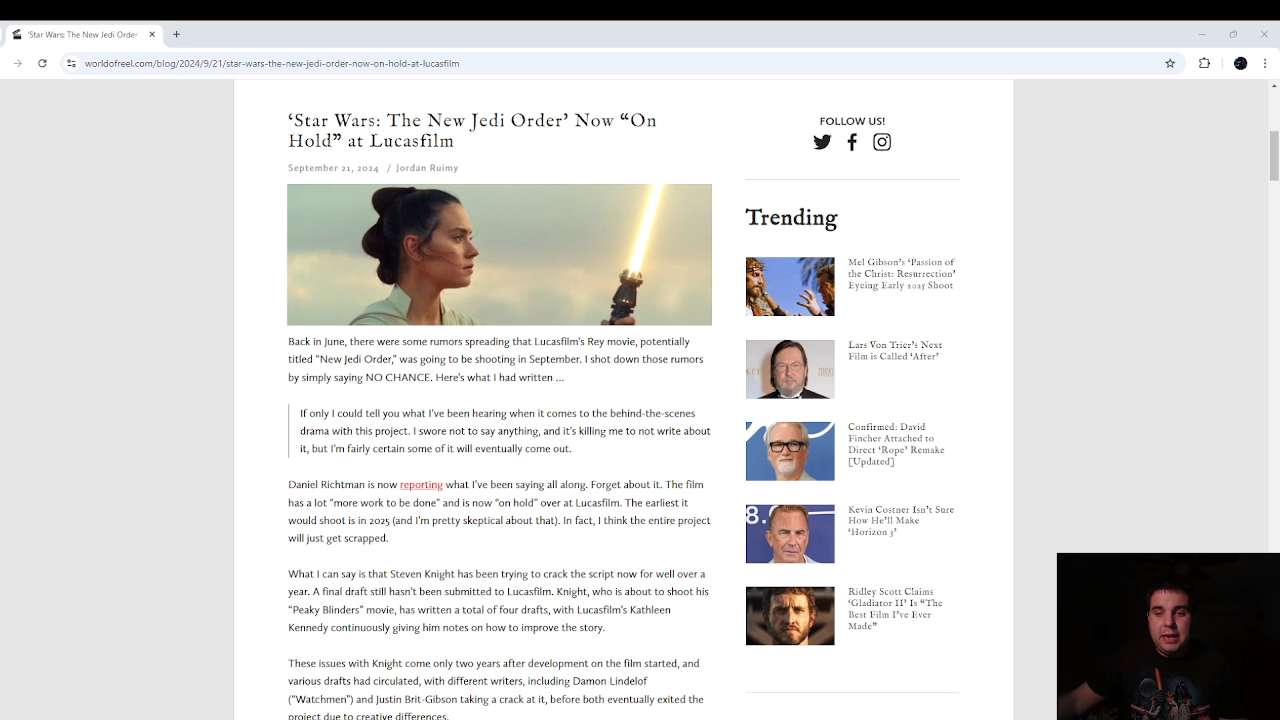 'Star Wars: The New Jedi Order
worldofreel.com/blog/2024/9/21/star-wars-the-new-jedi-order-now-on-hold-at-lucasfilm
‘Star Wars: The New Jedi Order’ Now “On
Hold” at Lucasfilm
September 21, 2024 / Jordan Ruimy
Back in June, there were some rumors spreading that Lucasfilm’s Rey movie, potentially
titled “New Jedi Order,” was going to be shooting in September. I shot down those rumors
by simply saying NO CHANCE. Here’s what I had written …
If only I could tell you what I’ve been hearing when it comes to the behind-the-scenes
drama with this project. I swore not to say anything, and it’s killing me to not write about
it, but I’m fairly certain some of it will eventually come out.
Daniel Richtman is now reporting what I’ve been saying all along. Forget about it. The film
has a lot “more work to be done” and is now “on hold” over at Lucasfilm. The earliest it
would shoot is in 2025 (and I’m pretty skeptical about that). In fact, I think the entire project
will just get scrapped.
What I can say is that Steven Knight has been trying to crack the script now for well over a
year. A final draft still hasn’t been submitted to Lucasfilm. Knight, who is about to shoot his
“Peaky Blinders” movie, has written a total of four drafts, with Lucasfilm’s Kathleen
Kennedy continuously giving him notes on how to improve the story.
These issues with Knight come only two years after development on the film started, and
various drafts had circulated, with different writers, including Damon Lindelof
(“Watchmen”) and Justin Brit-Gibson taking a crack at it, before both eventually exited the
project due to creative differences.
FOLLOW US!
Trending
Mel Gibson’s ‘Passion of
the Christ: Resurrection’
Eyeing Early 2025 Shoot
Lars Von Trier’s Next
Film is Called ‘After’
Confirmed: David
Fincher Attached to
Direct ‘Rope’ Remake
[Updated]
Kevin Costner Isn’t Sure
How He’ll Make
‘Horizon 3’
Ridley Scott Claims
‘Gladiator II’ Is “The
Best Film I’ve Ever
Made”